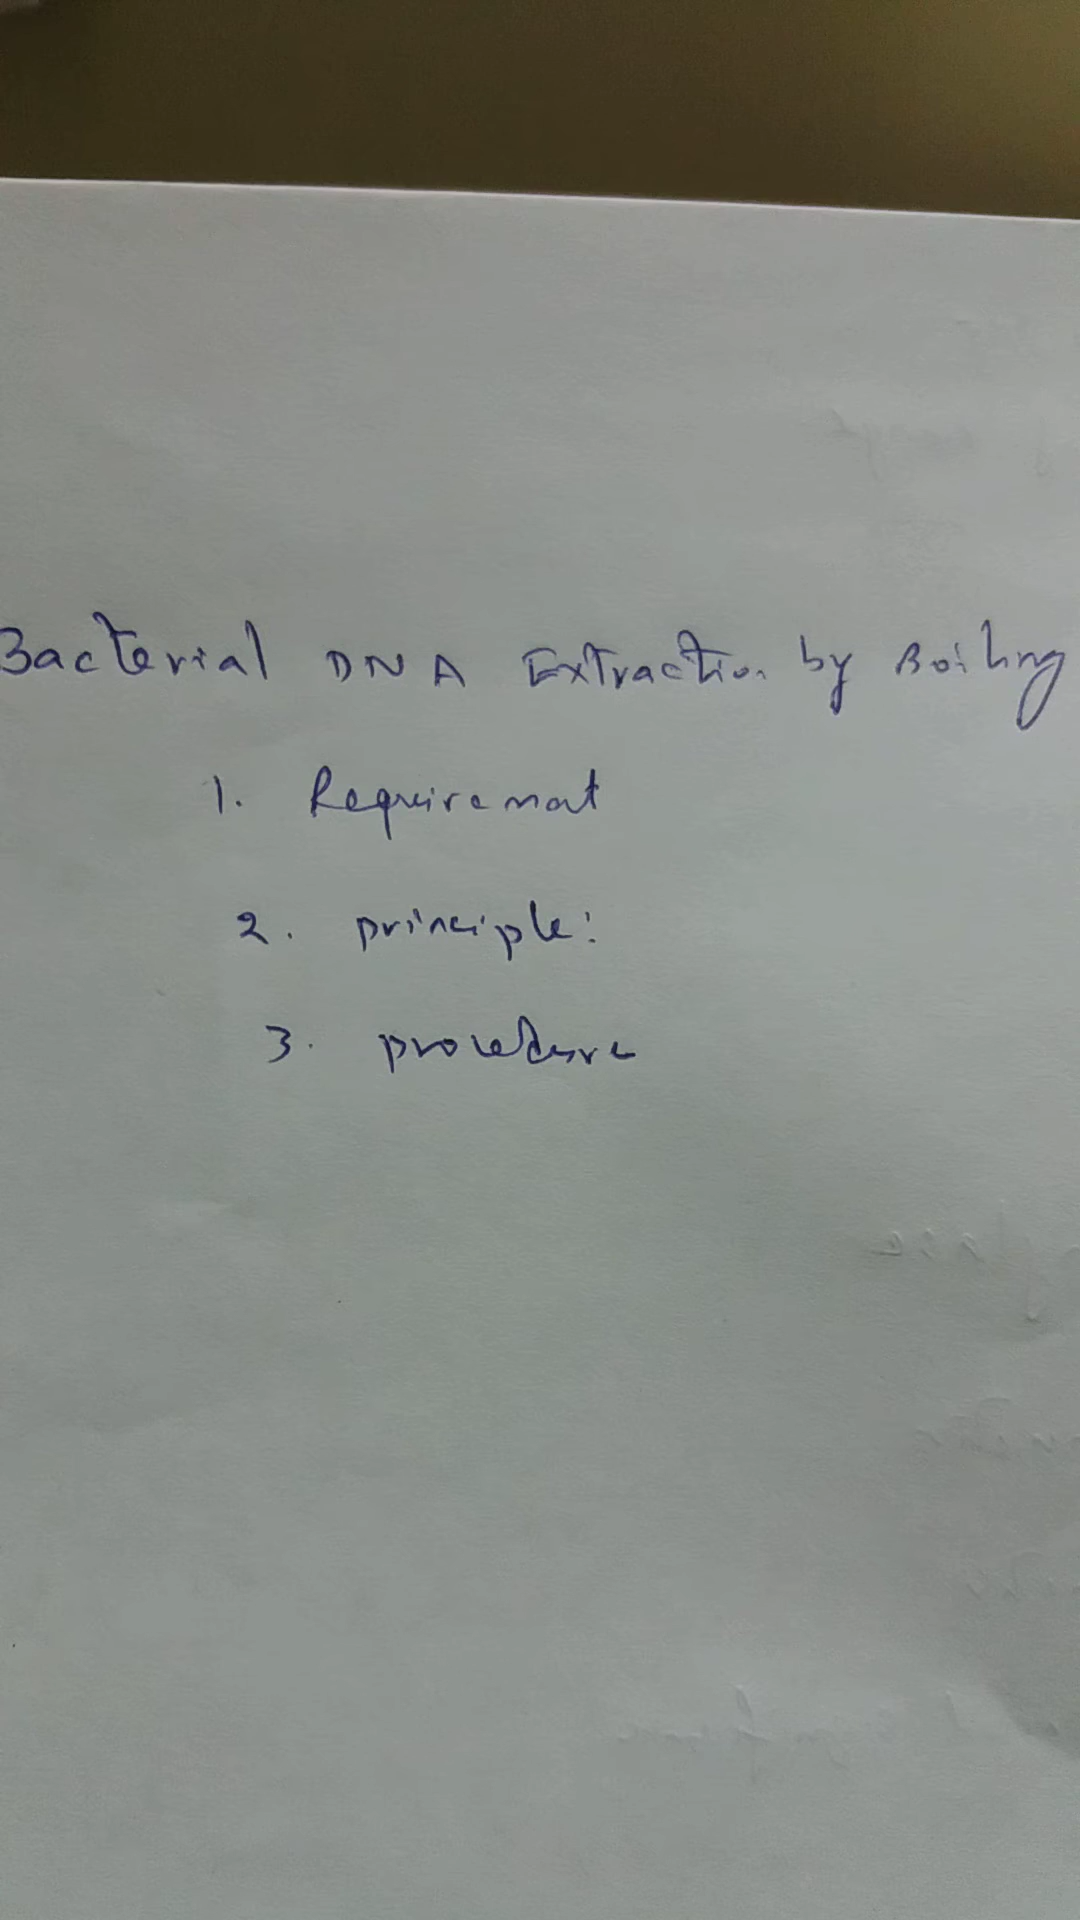 Bacterial DNA Extraction by Boiling
1. Requirement
2. principle:
3. procedure